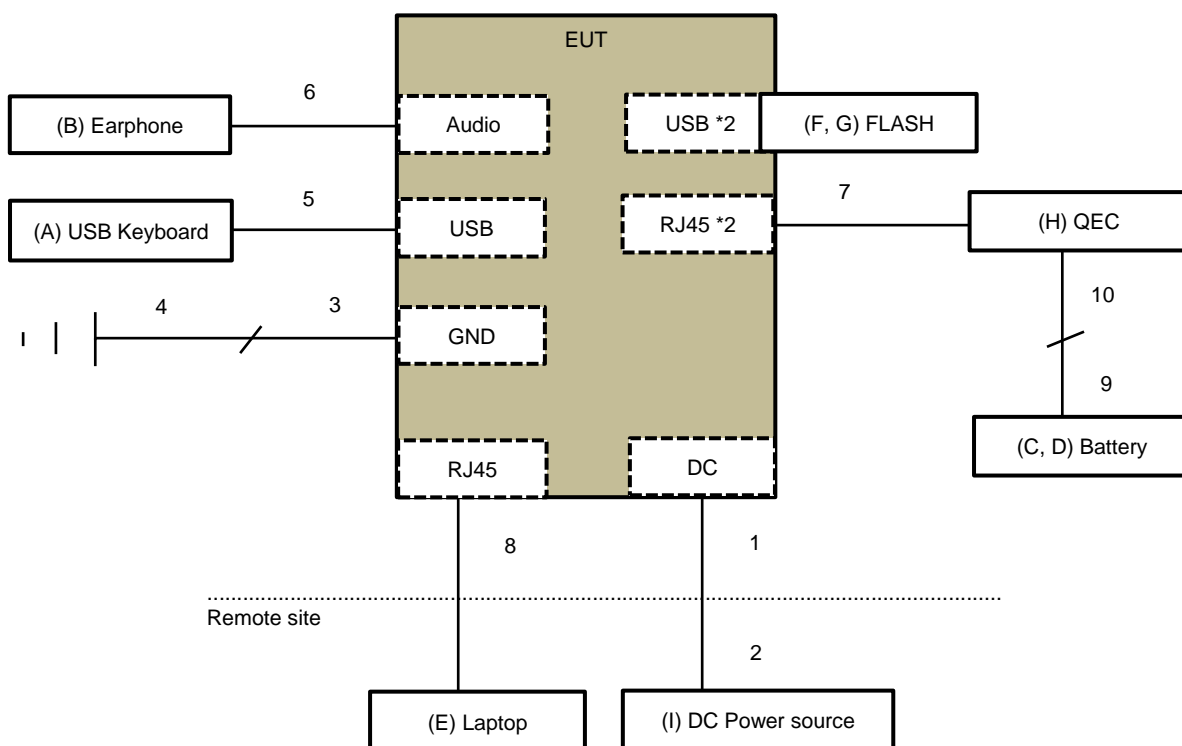 EUT
6
(B) Earphone
Audio
USB *2
(F, G) FLASH
5
7
(A) USB Keyboard
USB
RJ45 *2
(H) QEC
4
3
10
GND
9
(C, D) Battery
RJ45
DC
8
1
Remote site
2
(E) Laptop
(I) DC Power source